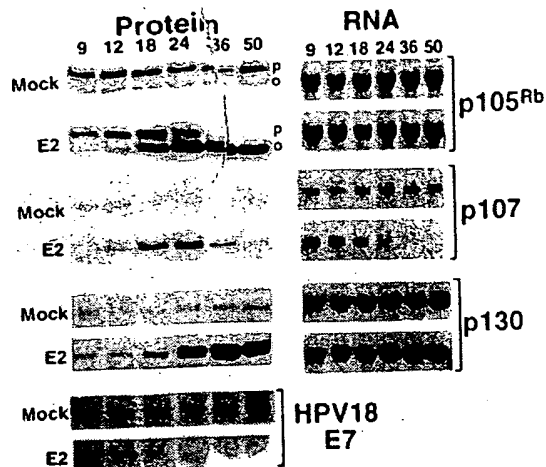 Protein RNA
9 12 18 24 36 50 9 12 18 24 36 50
Mock p
o
p105Rb
E2 p
o
Mock
p107
E2
Mock
p130
E2
Mock
HPV18
E7
E2